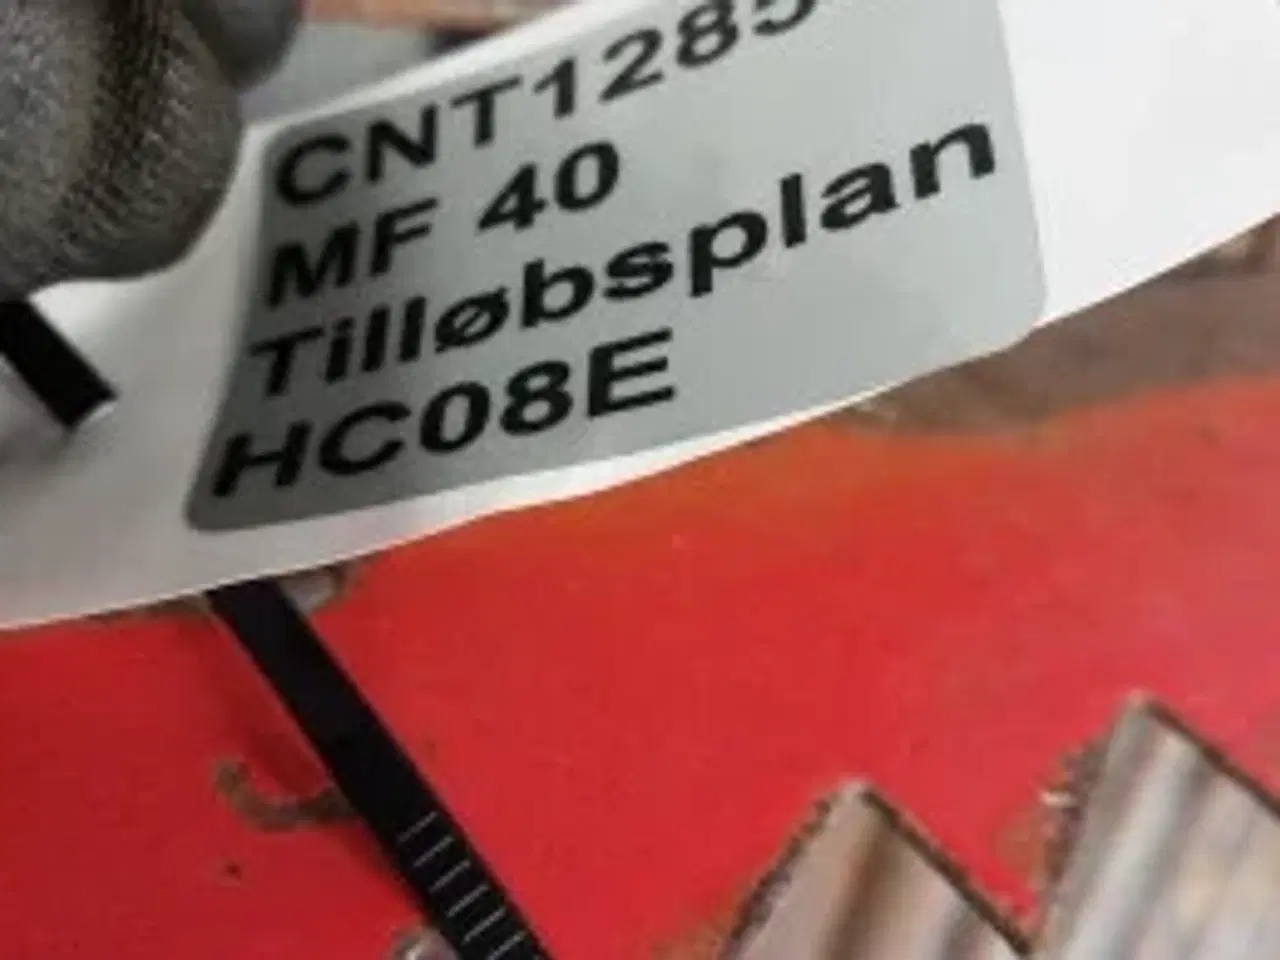 CNT1285
MF 40
Tilløbsplan
HC08E